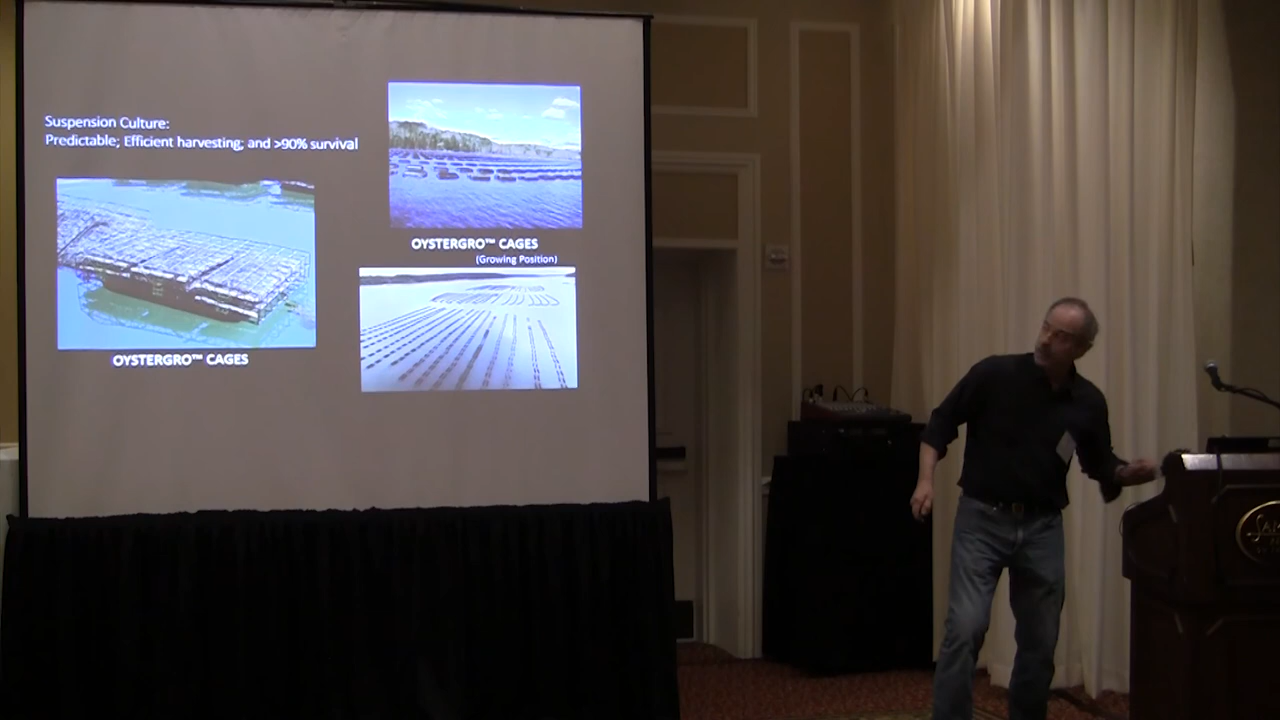 Suspension Culture:
Predictable; Efficient harvesting; and >90% survival
OYSTERGRO™ CAGES
(Growing Position)
OYSTERGRO™ CAGES